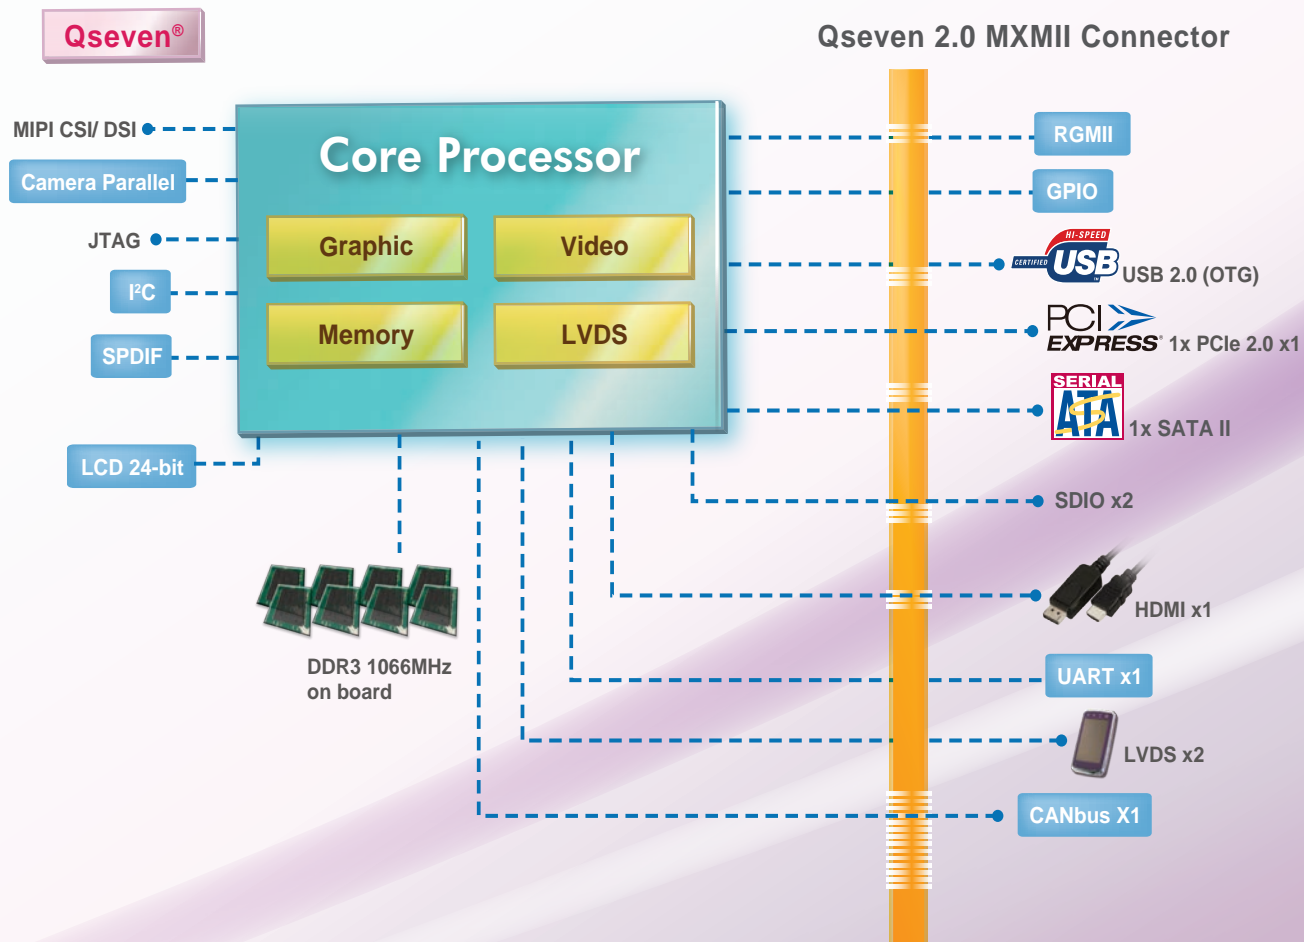 Qseven®
Qseven 2.0 MXMII Connector
MIPI CSI/ DSI
Camera Parallel
JTAG
I²C
SPDIF
LCD 24-bit
Core Processor
Graphic
Video
Memory
LVDS
DDR3 1066MHz
on board
RGMII
GPIO
HI-SPEED
CERTIFIED USB
USB 2.0 (OTG)
PCI
EXPRESS® 1x PCIe 2.0 x1
SERIAL
ATA
1x SATA II
SDIO x2
HDMI x1
UART x1
LVDS x2
CANbus X1